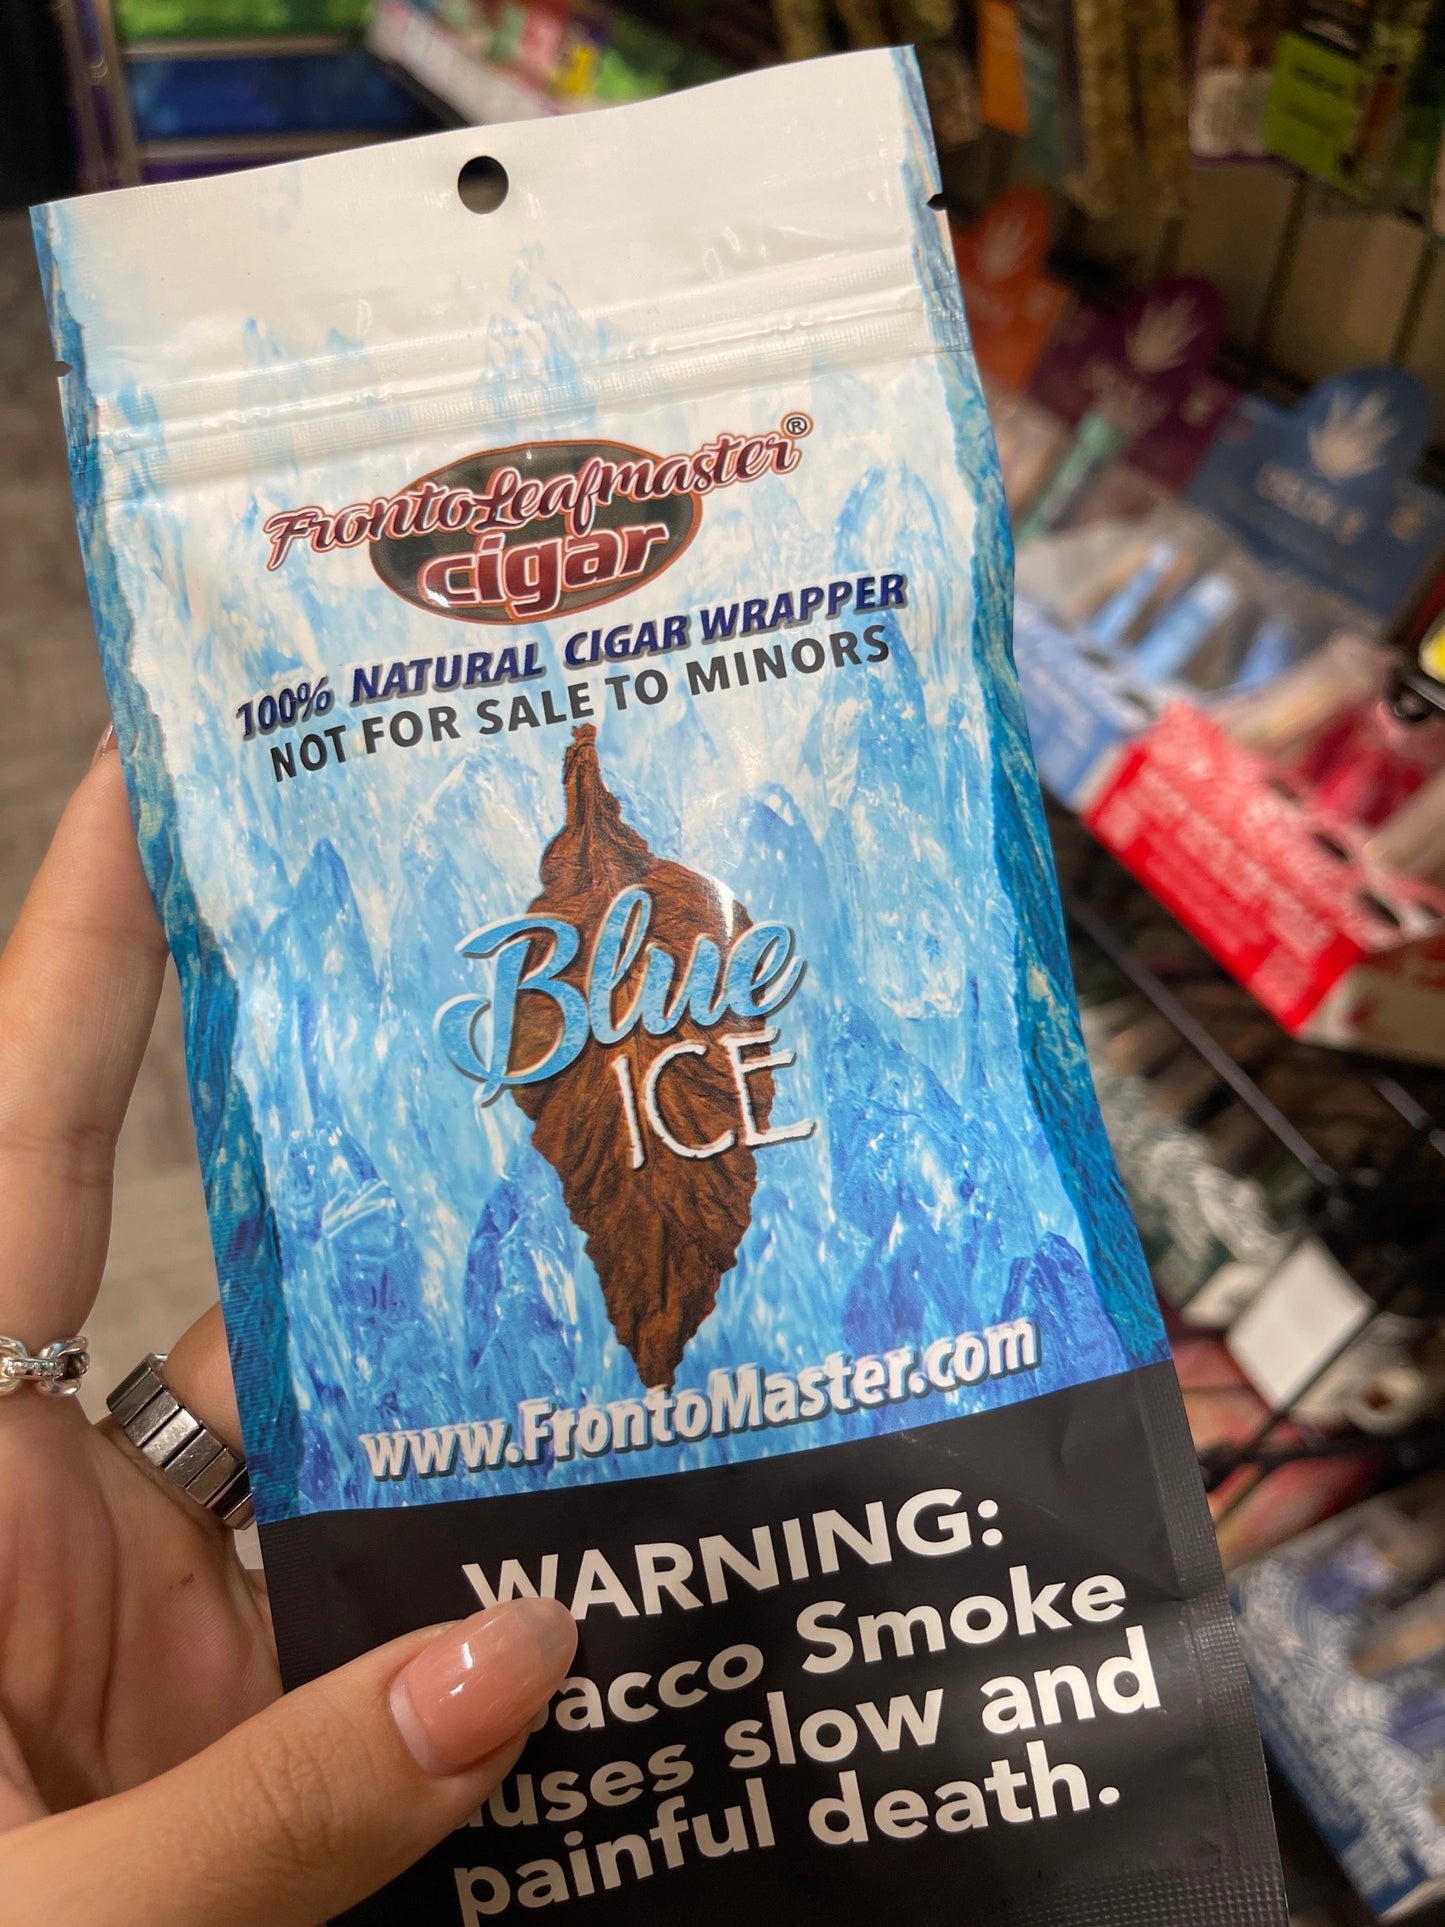 FrontoLeafmaster®
cigar
100% NATURAL CIGAR WRAPPER
NOT FOR SALE TO MINORS
Blue
ICE
www.FrontoMaster.com
WARNING:
acco Smoke
uses slow and
painful death.